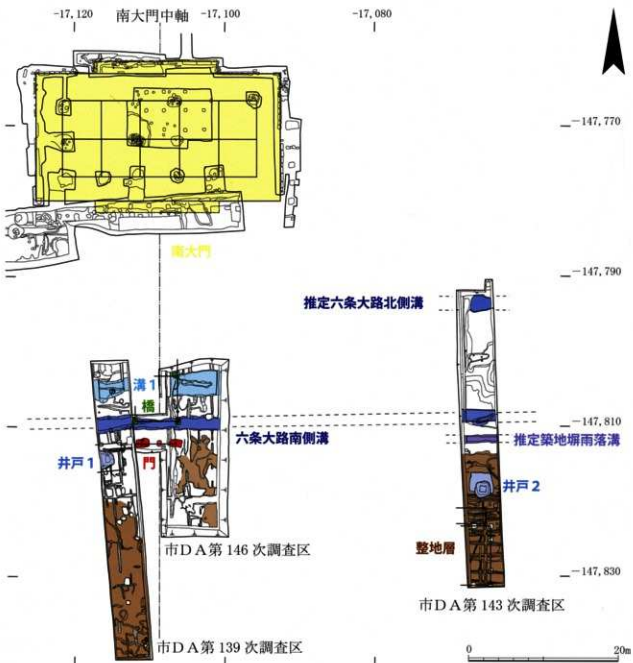 -17,120
南大門中軸
-17,100
-17,080
-147,770
南大門
-147,790
推定六条大路北側溝
溝1
橋
-147,810
六条大路南側溝
推定築地塀雨落溝
井戸1
門
井戸2
整地層
市DA第146次調査区
-147,830
市DA第143次調査区
市DA第139次調査区
0
20m